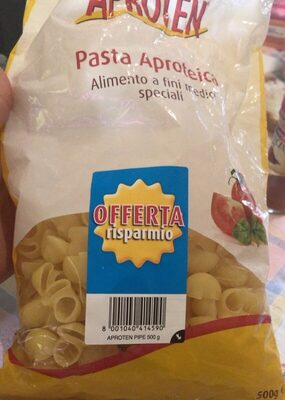 APROTEN
Pasta Aproteica
Alimento a fini medici
speciali
OFFERTA
risparmio
8 001040 414590
APROTEN PIPE 500 g
500g